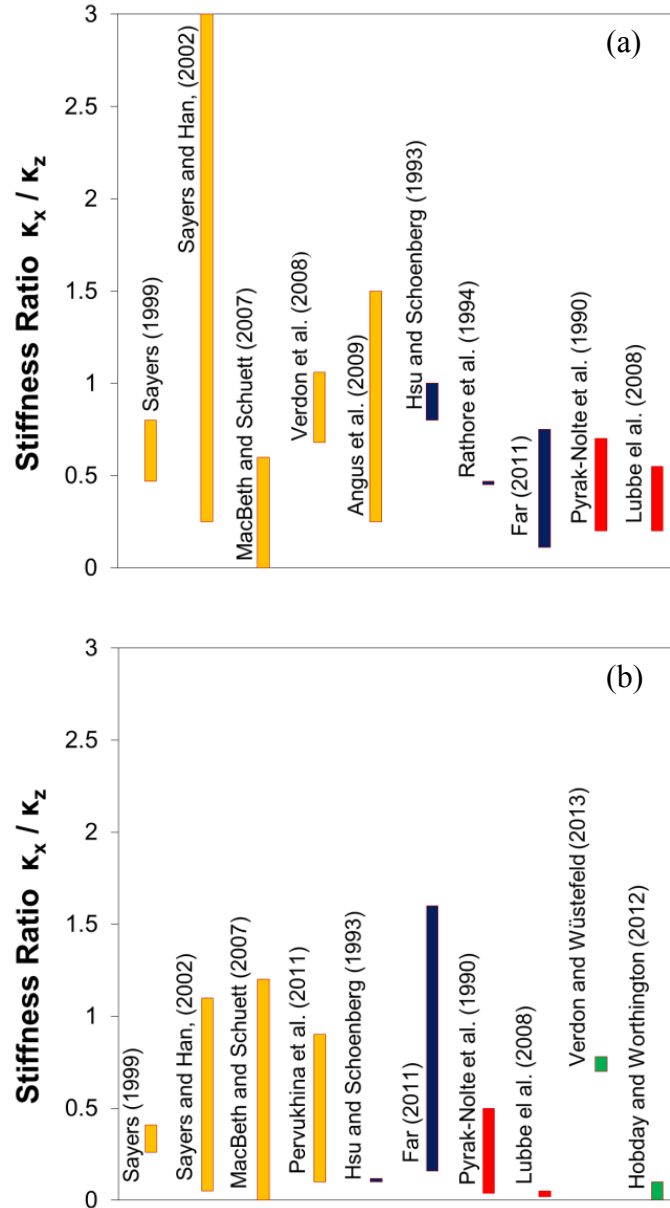 (a)
Stiffness Ratio κx / κz
3
2.5
2
1.5
1
0.5
0
Sayers (1999)
Sayers and Han, (2002)
MacBeth and Schuett (2007)
Verdon et al. (2008)
Angus et al. (2009)
Hsu and Schoenberg (1993)
Rathore et al. (1994)
Far (2011)
Pyrak-Nolte et al. (1990)
Lubbe el al. (2008)
(b)
Stiffness Ratio κx / κz
3
2.5
2
1.5
1
0.5
0
Sayers (1999)
Sayers and Han, (2002)
MacBeth and Schuett (2007)
Pervukhina et al. (2011)
Hsu and Schoenberg (1993)
Far (2011)
Pyrak-Nolte et al. (1990)
Lubbe el al. (2008)
Verdon and Wüstefeld (2013)
Hobday and Worthington (2012)